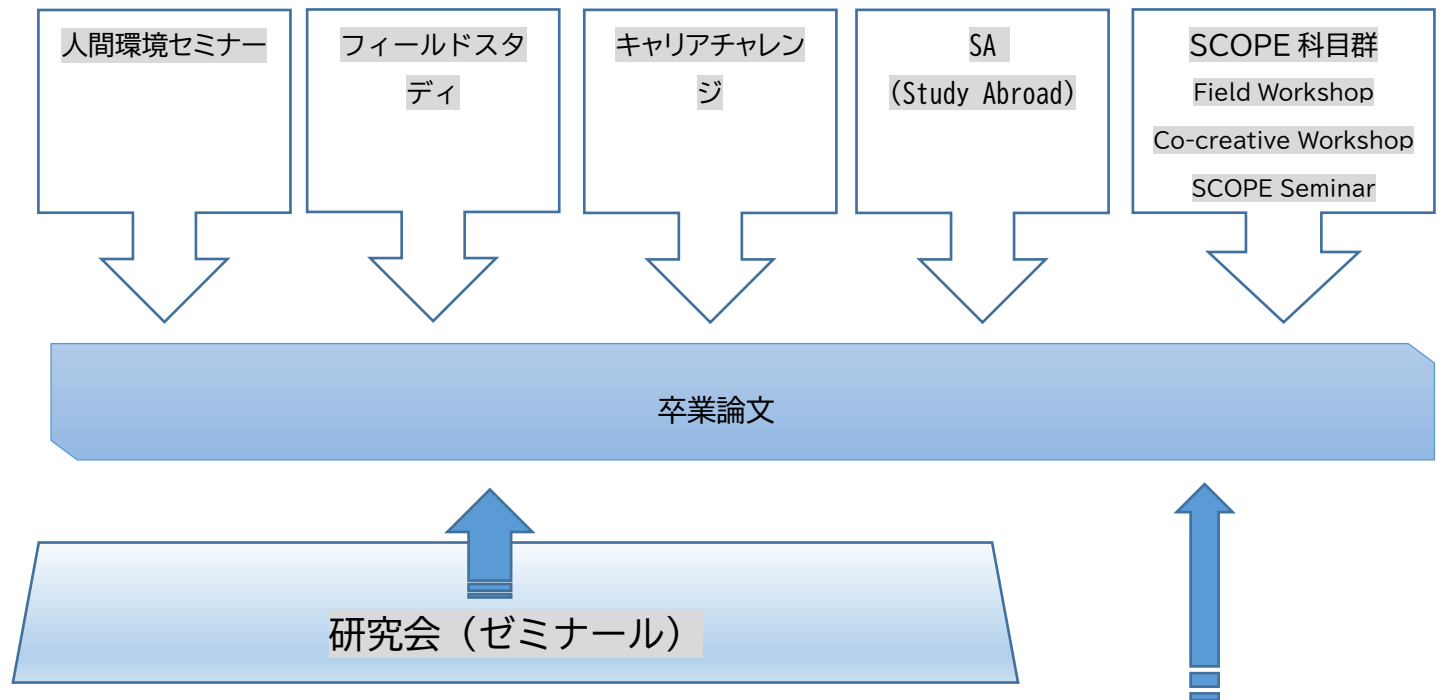 人間環境セミナー
フィールドスタ
ディ
キャリアチャレン
ジ
SA
(Study Abroad)
SCOPE 科目群
Field Workshop
Co-creative Workshop
SCOPE Seminar
卒業論文
研究会（ゼミナール）